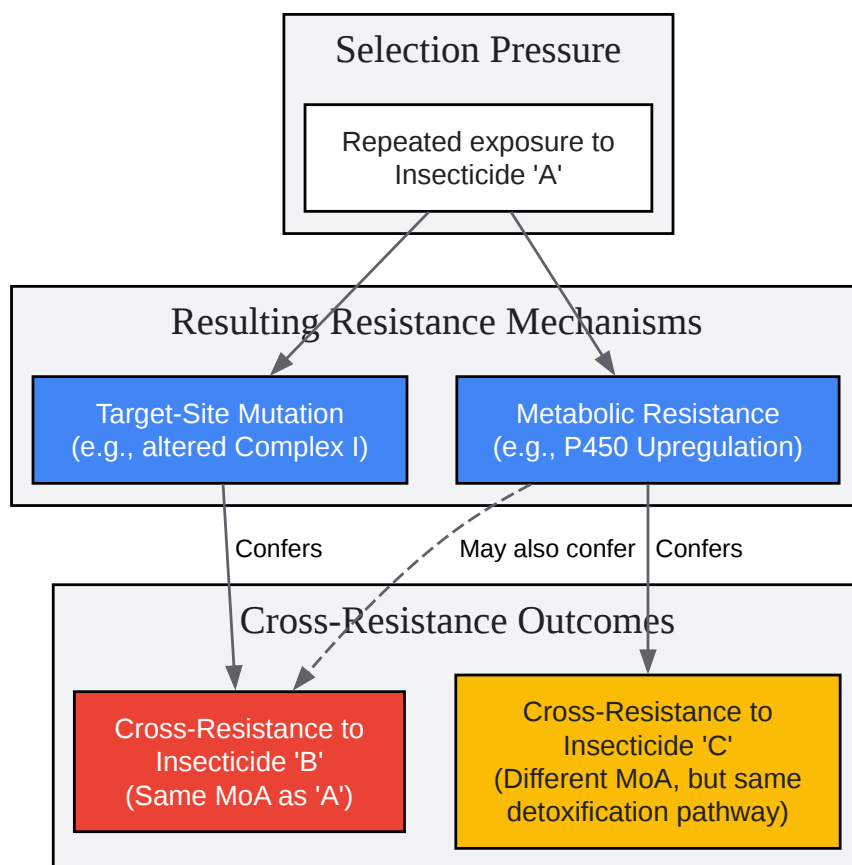 Selection Pressure
Repeated exposure to
Insecticide 'A'
Resulting Resistance Mechanisms
Target-Site Mutation
(e.g., altered Complex I)
Metabolic Resistance
(e.g., P450 Upregulation)
Confers
May also confer
Confers
Cross-Resistance Outcomes
Cross-Resistance to
Insecticide 'B'
(Same MoA as 'A')
Cross-Resistance to
Insecticide 'C'
(Different MoA, but same
detoxification pathway)